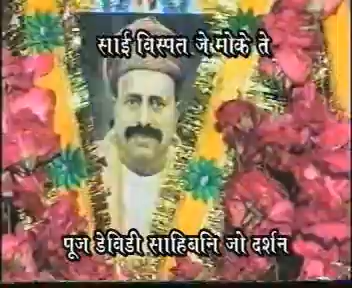 साई विस्पत जे मोके ते
पूज डेविडी साहिबनि जो दर्शन